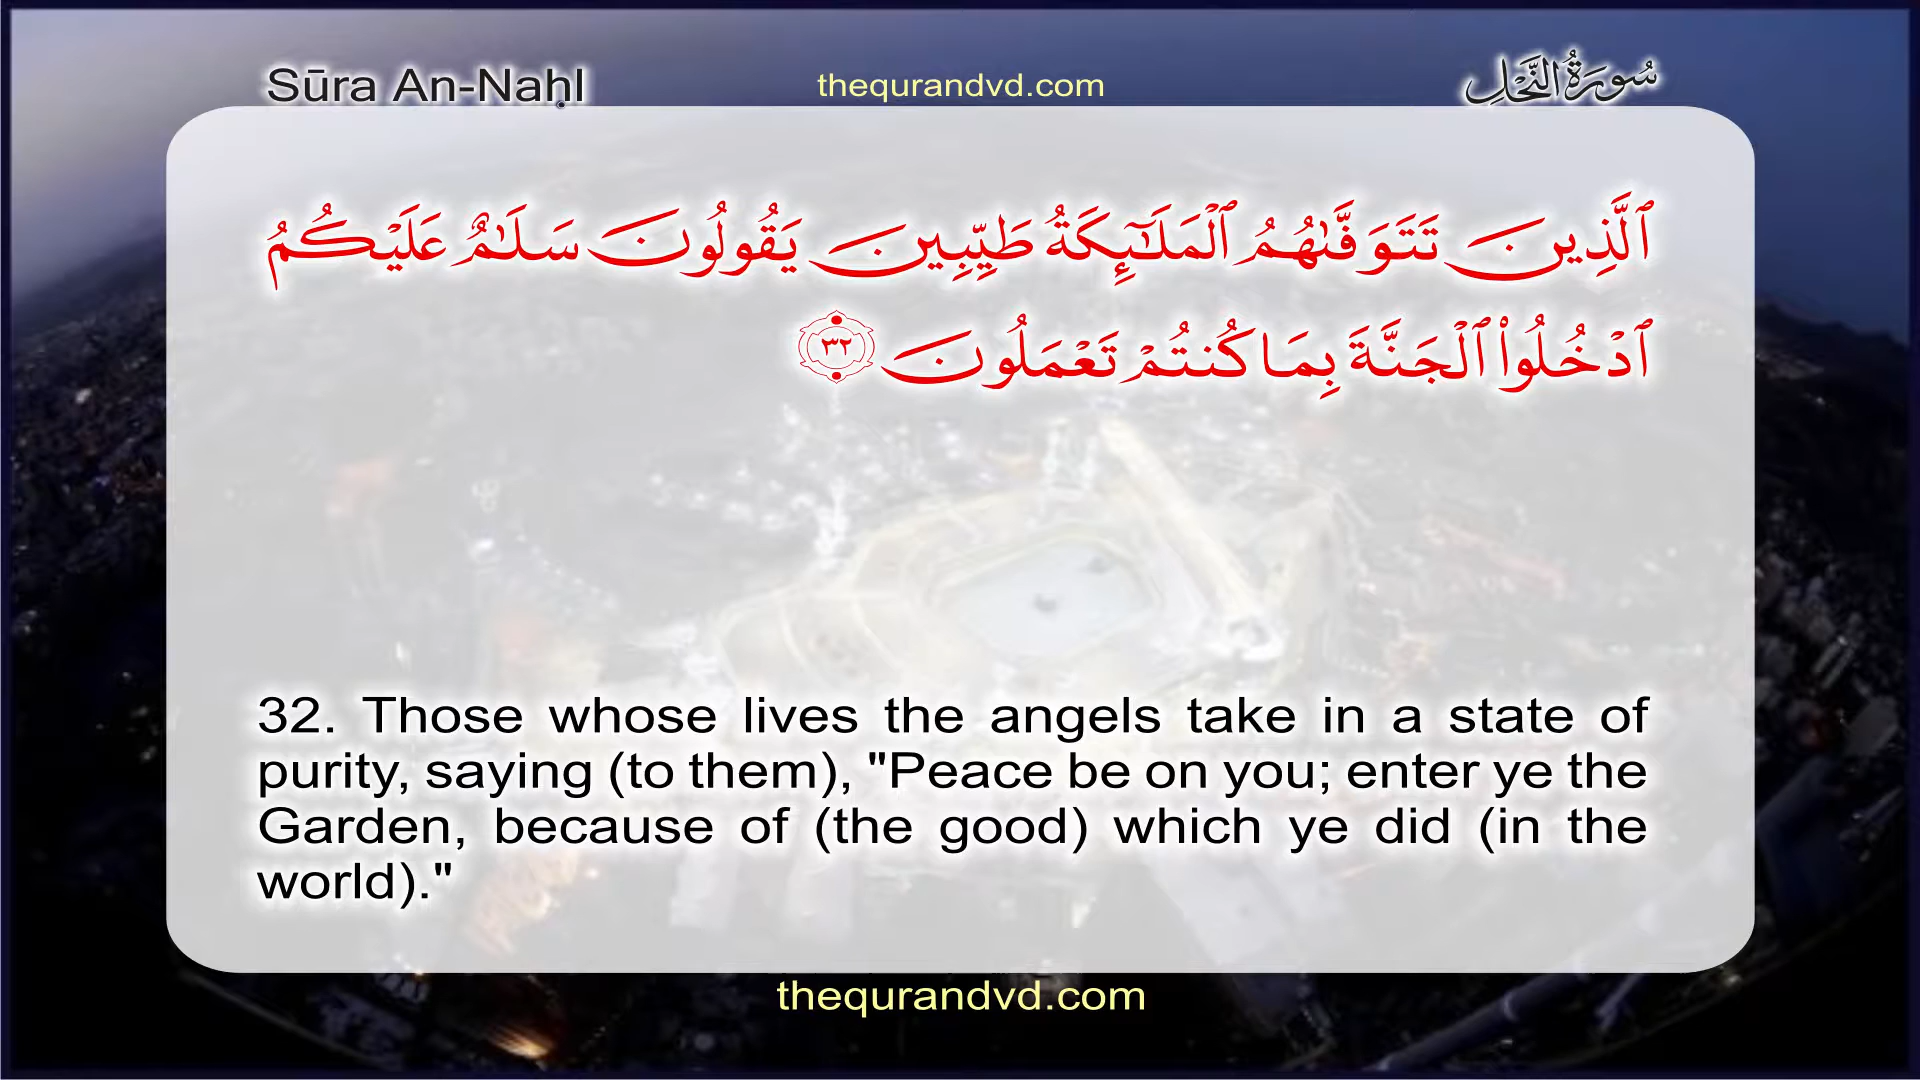 Sūra An-Naḥl
thequrandvd.com
سُورَةُ النَّحْلِ
ٱلَّذِينَ تَتَوَفَّىٰهُمُ ٱلْمَلَـٰٓئِكَةُ طَيِّبِينَ يَقُولُونَ سَلَـٰمٌ عَلَيْكُمُ
ٱدْخُلُوا۟ ٱلْجَنَّةَ بِمَا كُنتُمْ تَعْمَلُونَ ٣٢
32. Those whose lives the angels take in a state of
purity, saying (to them), "Peace be on you; enter ye the
Garden, because of (the good) which ye did (in the
world)."
thequrandvd.com